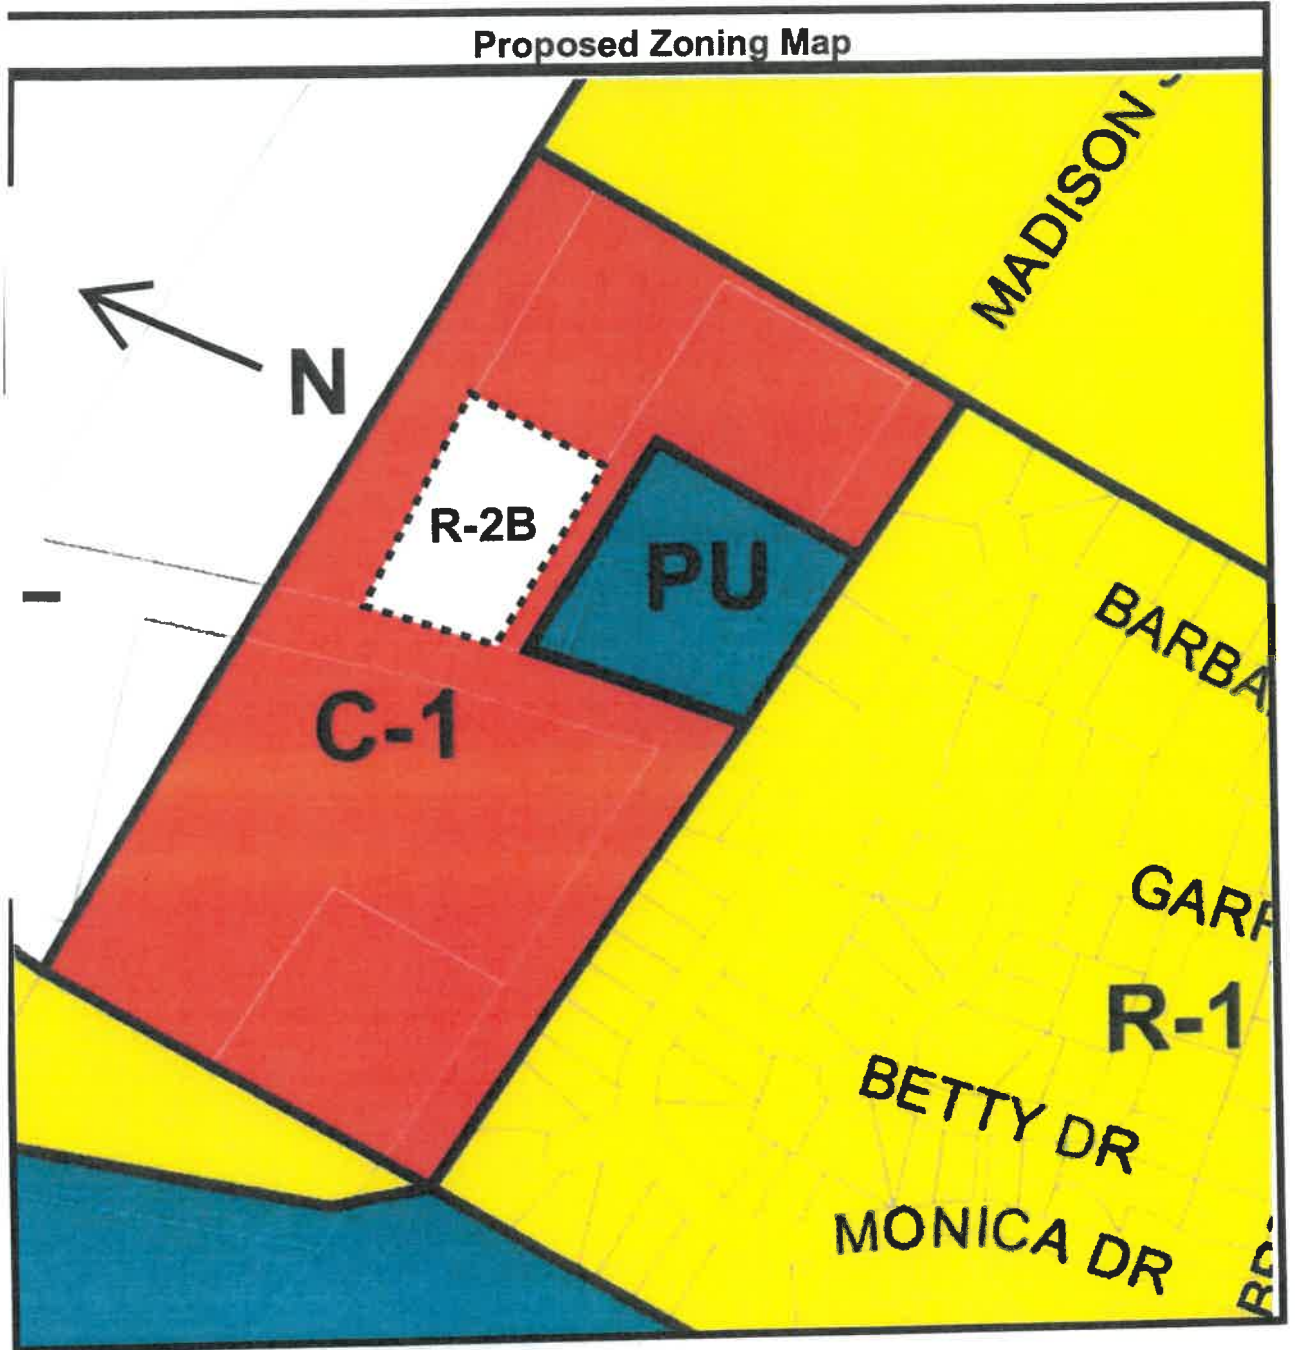 Proposed Zoning Map
MADISON
N
R-2B
PU
BARBA
C-1
GARF
R-1
BETTY DR
MONICA DR